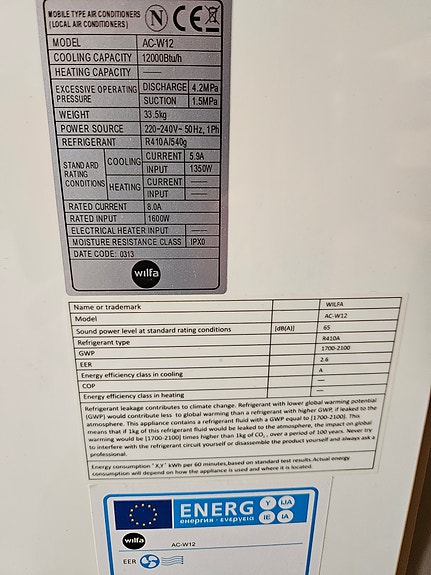 MOBILE TYPE AIR CONDITIONERS
(LOCAL AIR CONDITIONERS)
N CE
MODEL AC-W12
COOLING CAPACITY 12000Btu/h
HEATING CAPACITY ——
EXCESSIVE OPERATING PRESSURE DISCHARGE 4.2MPa
SUCTION 1.5MPa
WEIGHT 33.5kg
POWER SOURCE 220-240V~ 50Hz, 1Ph
REFRIGERANT R410A/540g
STANDARD RATING CONDITIONS COOLING CURRENT 5.9A
INPUT 1350W
HEATING CURRENT ——
INPUT ——
RATED CURRENT 8.0A
RATED INPUT 1600W
ELECTRICAL HEATER INPUT ——
MOISTURE RESISTANCE CLASS IPX0
DATE CODE: 0313
wilfa
Name or trademark WILFA
Model AC-W12
Sound power level at standard rating conditions [dB(A)] 65
Refrigerant type R410A
GWP 1700-2100
EER 2.6
Energy efficiency class in cooling A
COP —
Energy efficiency class in heating —
Refrigerant leakage contributes to climate change. Refrigerant with lower global warming potential
(GWP) would contribute less to global warming than a refrigerant with higher GWP, if leaked to the
atmosphere. This appliance contains a refrigerant fluid with a GWP equal to [1700-2100]. This
means that if 1kg of this refrigerant fluid would be leaked to the atmosphere, the impact on global
warming would be [1700-2100] times higher than 1kg of CO₂, over a period of 100 years. Never try
to interfere with the refrigerant circuit yourself or disassemble the product yourself and always ask a
professional.
Energy consumption "X,Y" kWh per 60 minutes,based on standard test results.Actual energy
consumption will depend on how the appliance is used and where it is located.
ENERG Y IJA
енергия · ενεργεια IE IA
wilfa AC-W12
EER